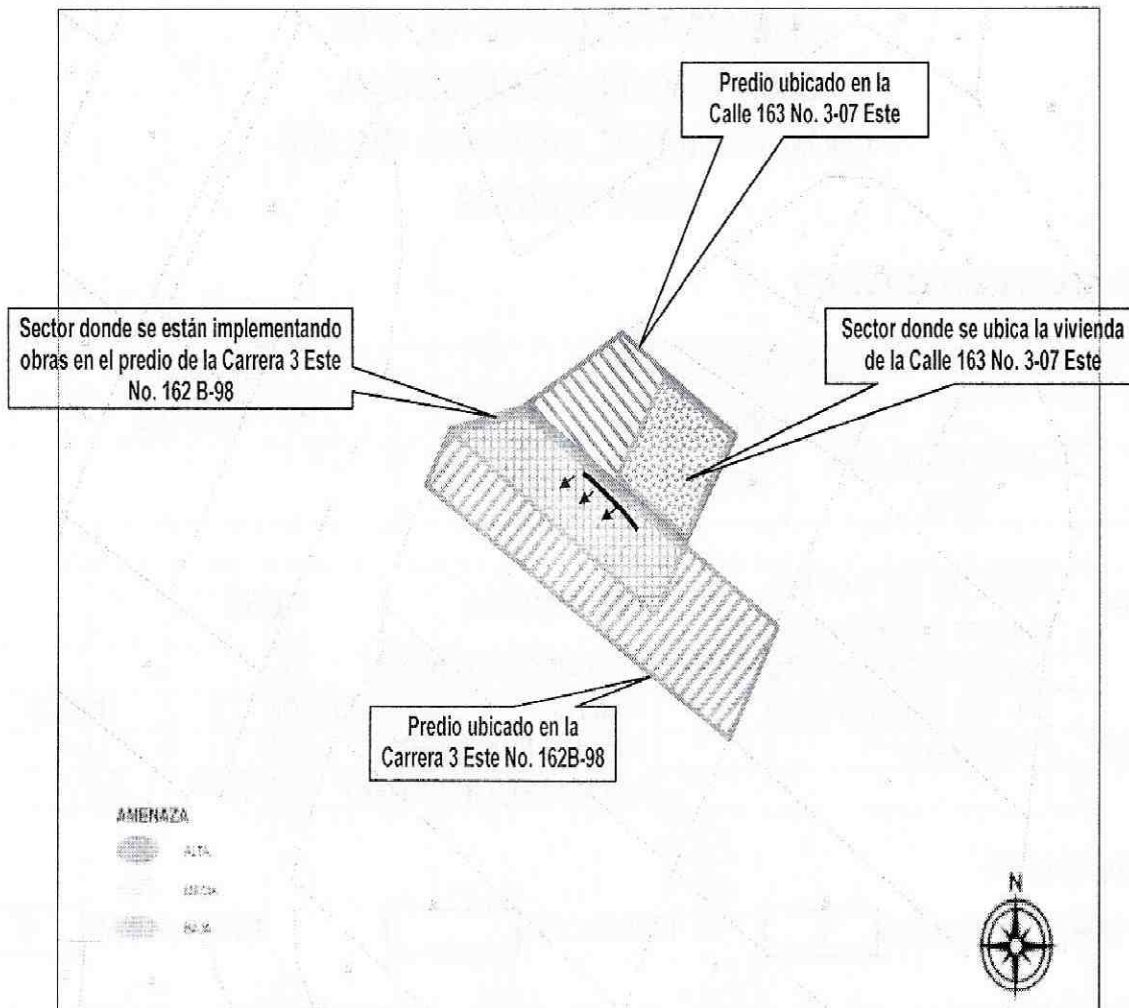 Predio ubicado en la
Calle 163 No. 3-07 Este
Sector donde se están implementando
obras en el predio de la Carrera 3 Este
No. 162 B-98
Sector donde se ubica la vivienda
de la Calle 163 No. 3-07 Este
Predio ubicado en la
Carrera 3 Este No. 162B-98
AMENAZA
ALTA
MEDIA
BAJA
N